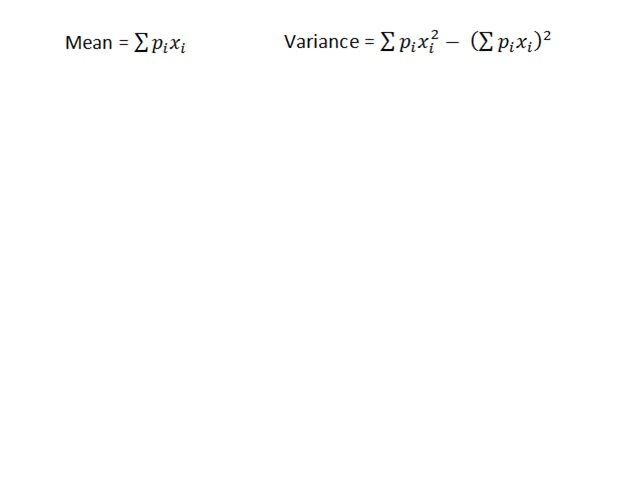 Mean = ∑ pᵢxᵢ Variance = ∑ pᵢxᵢ² − (∑ pᵢxᵢ)²